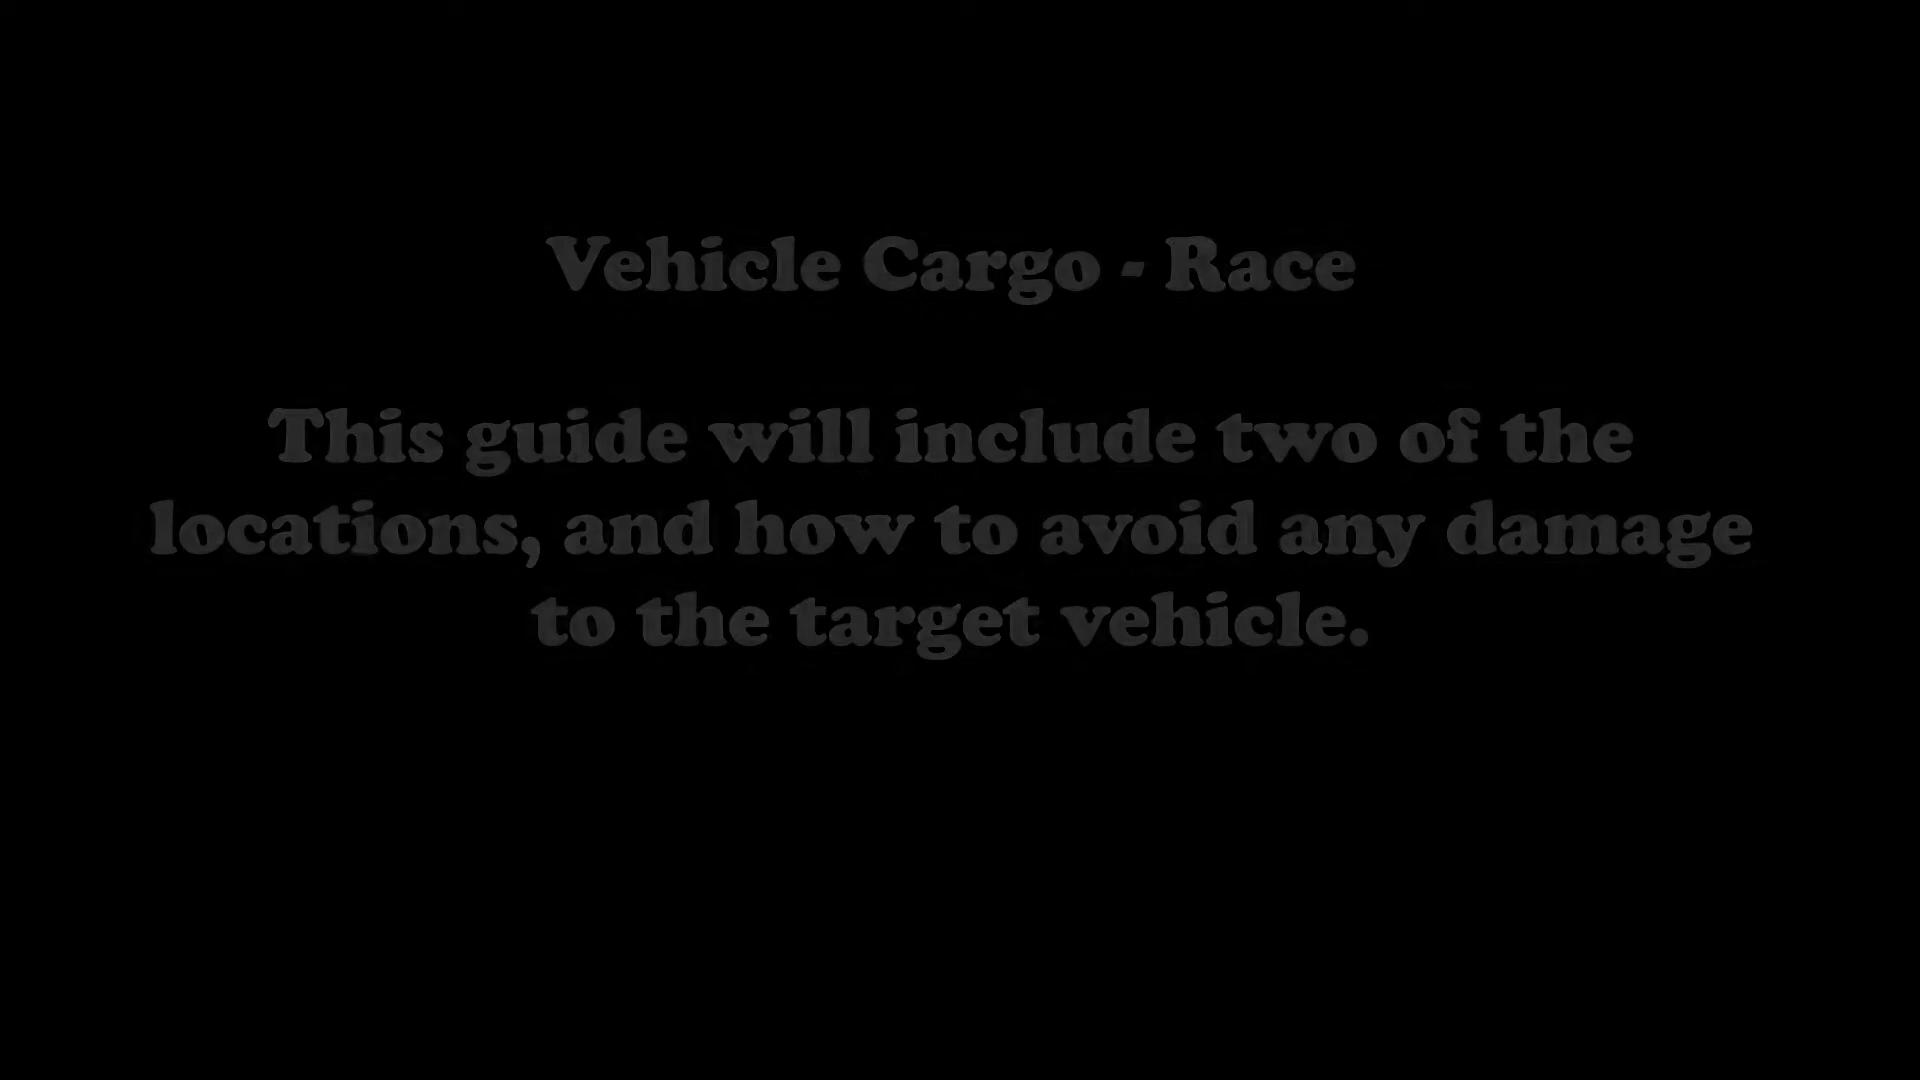 Vehicle Cargo - Race
This guide will include two of the
locations, and how to avoid any damage
to the target vehicle.